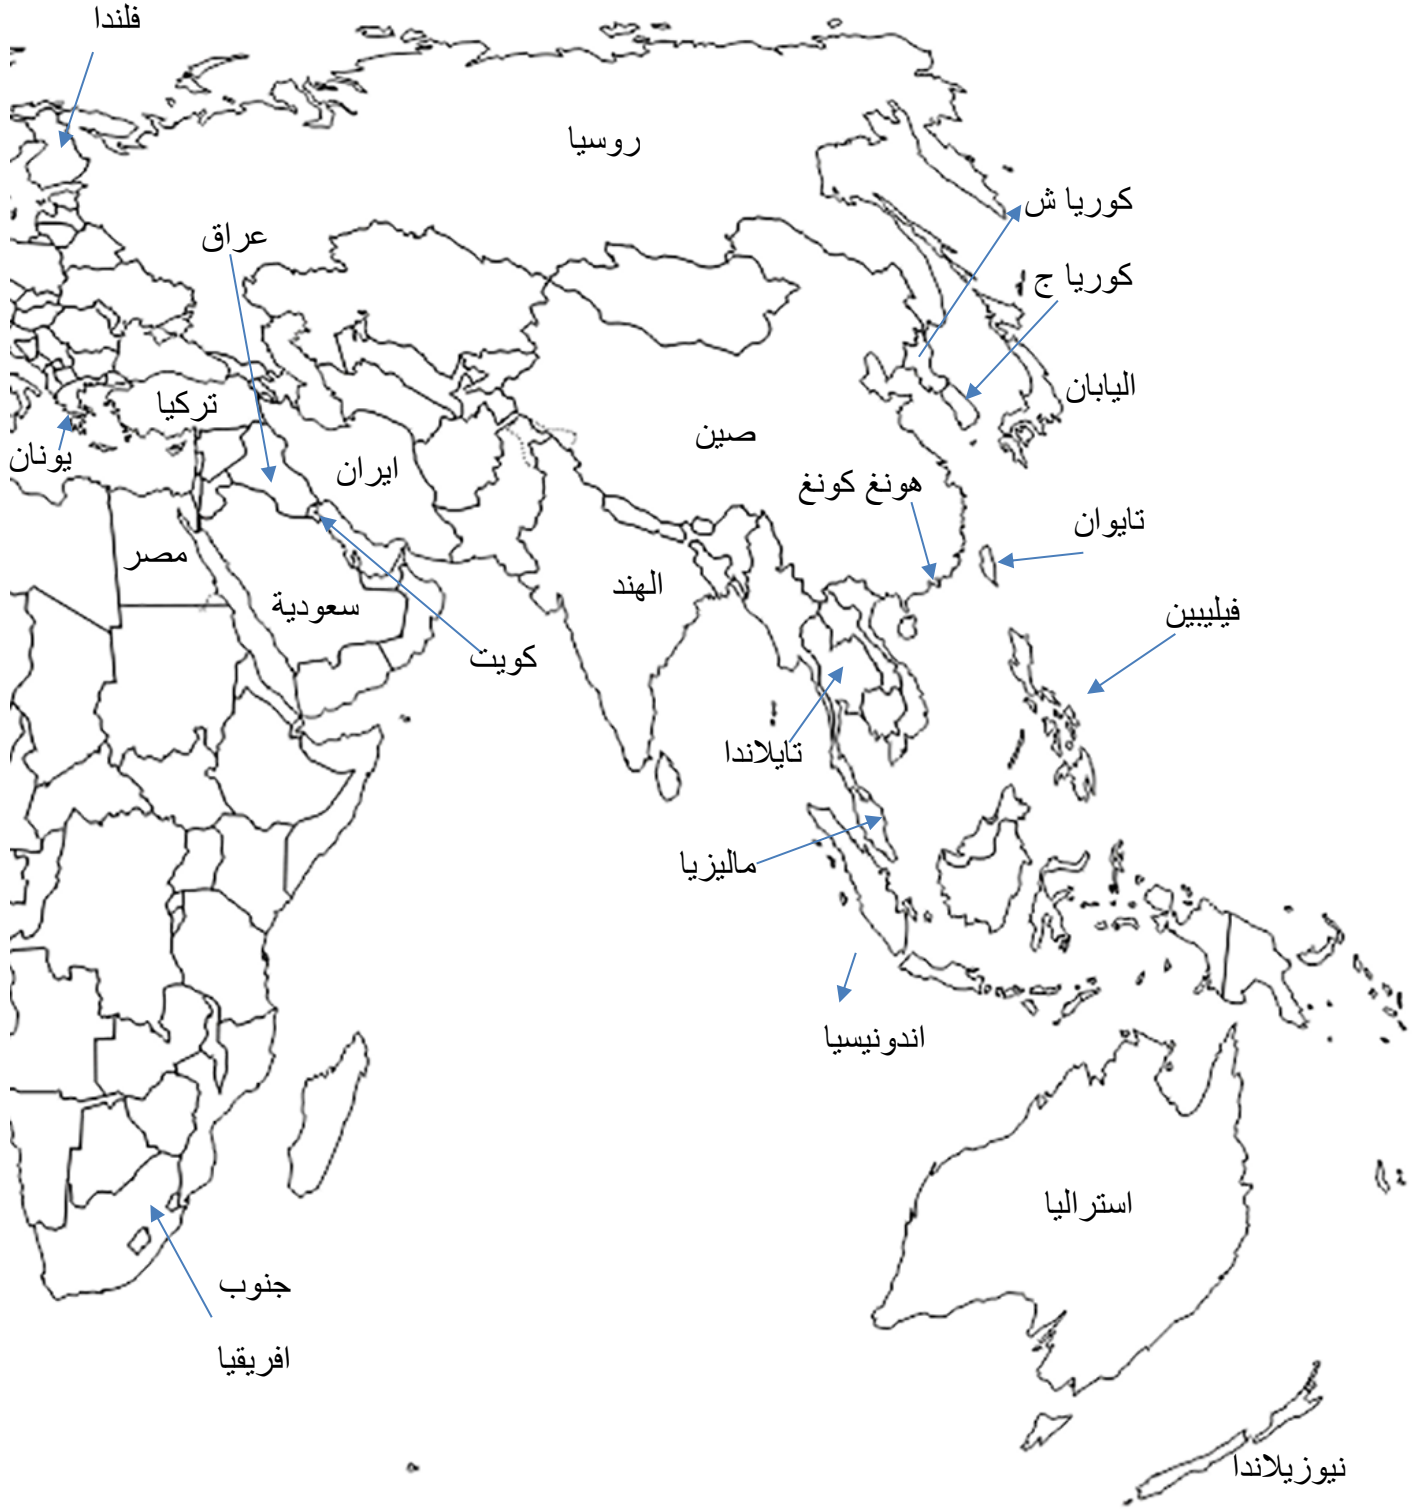 فلندا
روسيا
كوريا ش
عراق
كوريا ج
اليابان
تركيا
صين
يونان
ايران
هونغ كونغ
تايوان
مصر
الهند
سعودية
فيليبين
كويت
تايلاندا
ماليزيا
اندونيسيا
استراليا
جنوب
افريقيا
نيوزيلاندا